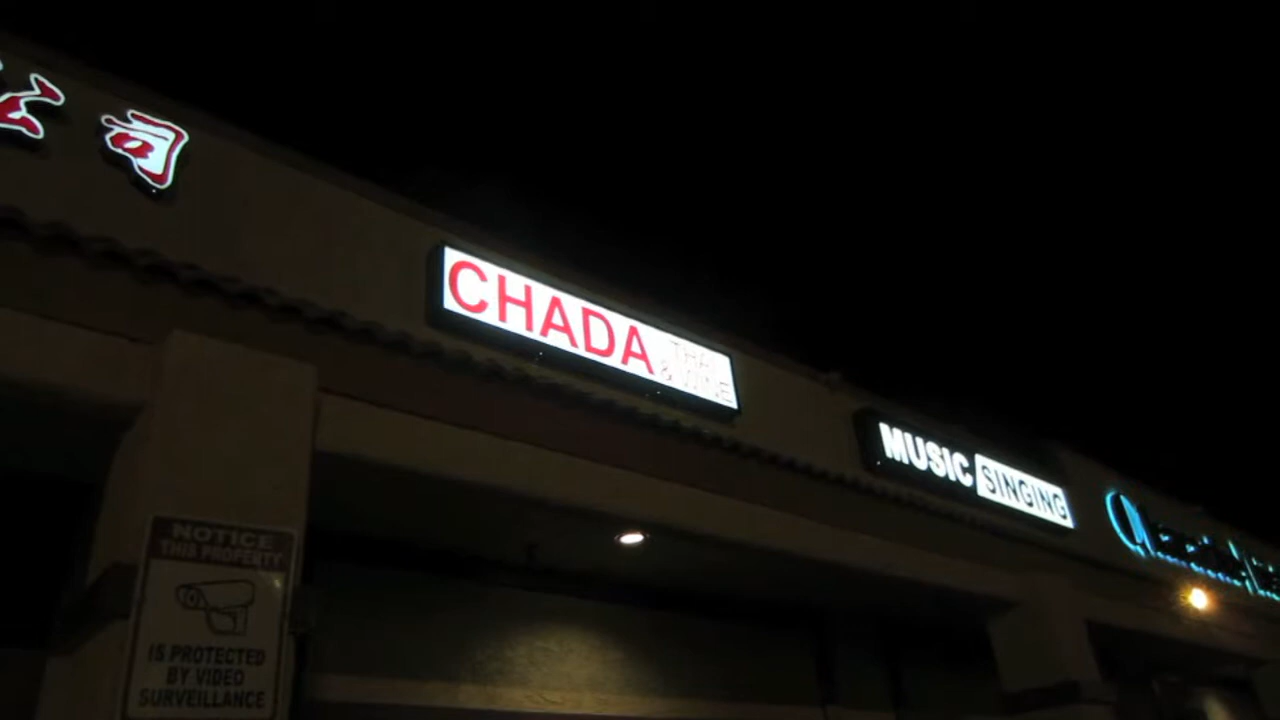 司
CHADA
THAI
& WINE
MUSIC SINGING
NOTICE
THIS PROPERTY
IS PROTECTED
BY VIDEO
SURVEILLANCE